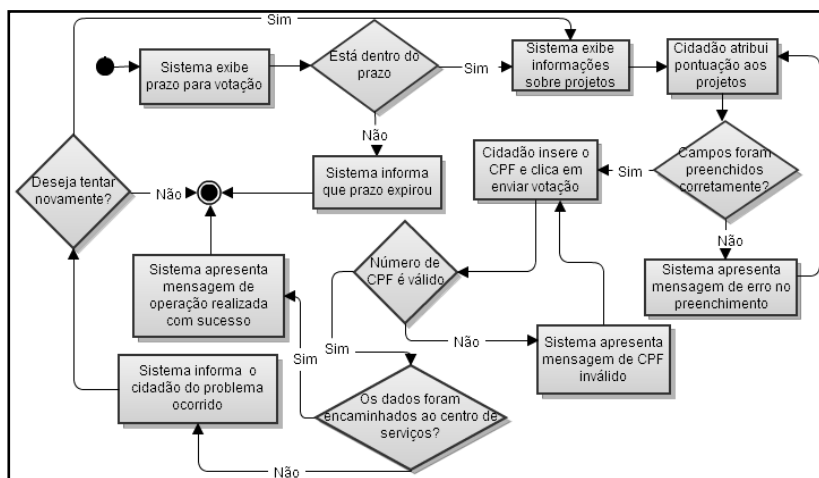 Sim
Sistema exibe
prazo para votação
Está dentro do
prazo
Sim
Sistema exibe
informações
sobre projetos
Cidadão atribui
pontuação aos
projetos
Não
Sistema informa
que prazo expirou
Cidadão insere o
CPF e clica em
enviar votação
Sim
Campos foram
preenchidos
corretamente?
Deseja tentar
novamente?
Não
Não
Sistema apresenta
mensagem de erro no
preenchimento
Número de
CPF é válido
Sistema apresenta
mensagem de
operação realizada
com sucesso
Sim
Não
Sistema apresenta
mensagem de CPF
inválido
Sim
Sistema informa o
cidadão do problema
ocorrido
Os dados foram
encaminhados ao centro de
serviços?
Não